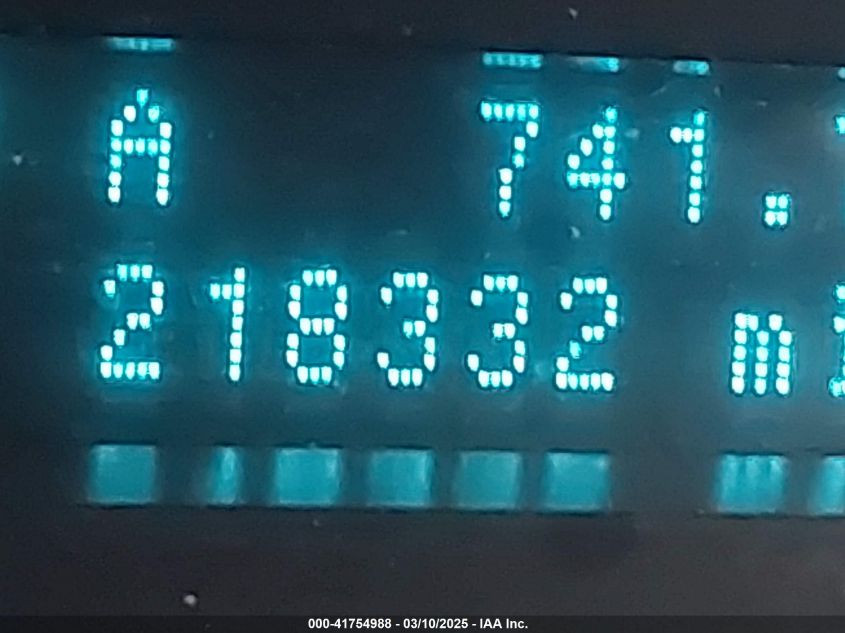 A 741.
218332 mi
000-41754988 - 03/10/2025 - IAA Inc.